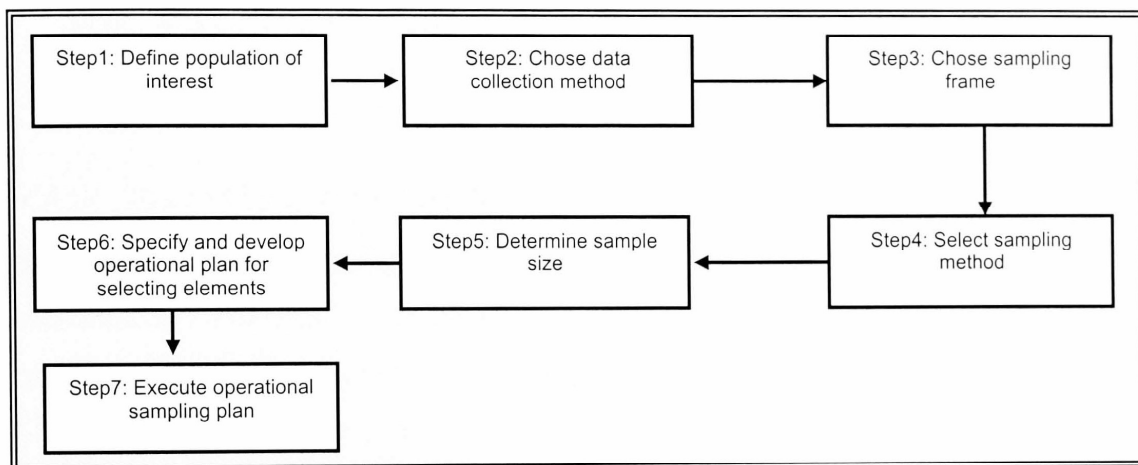 Step1: Define population of
interest
Step2: Chose data
collection method
Step3: Chose sampling
frame
Step4: Select sampling
method
Step5: Determine sample
size
Step6: Specify and develop
operational plan for
selecting elements
Step7: Execute operational
sampling plan